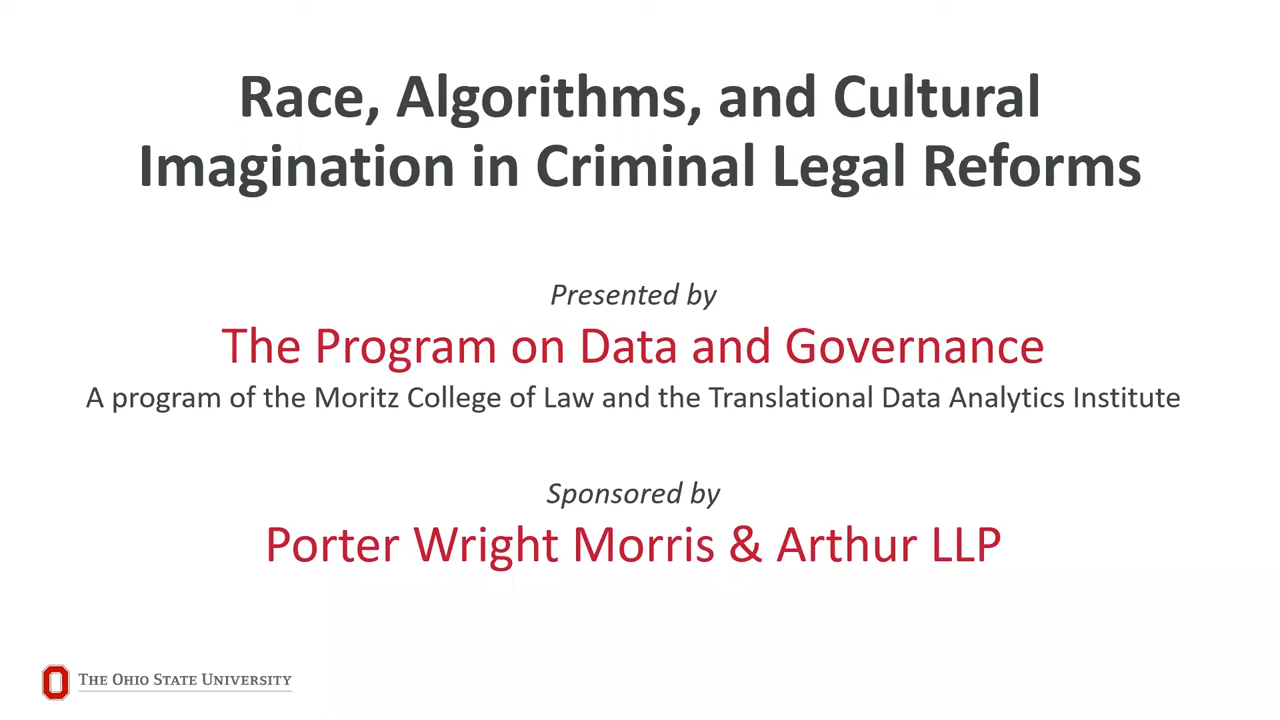 Race, Algorithms, and Cultural
Imagination in Criminal Legal Reforms
Presented by
The Program on Data and Governance
A program of the Moritz College of Law and the Translational Data Analytics Institute
Sponsored by
Porter Wright Morris & Arthur LLP
The Ohio State University